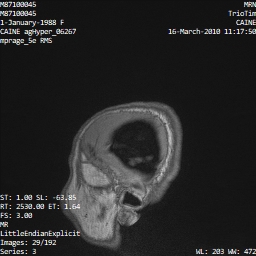 M87100045
MRN
M87100045
TrioTim
1-January-1988 F
CAINE
CAINE agHyper_06267
16-March-2010 11:17:50
mprage_5e RMS
ST: 1.00 SL: -63.85
RT: 2530.00 ET: 1.64
FS: 3.00
MR
LittleEndianExplicit
Images: 29/192
Series: 3
WL: 203 WW: 472